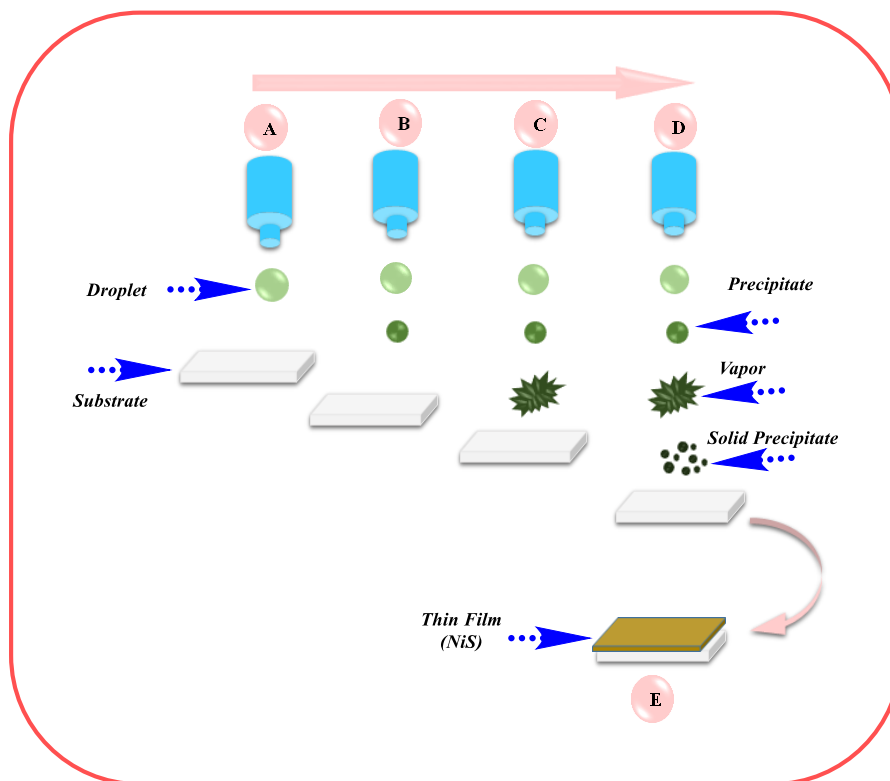 A
B
C
D
Droplet
Precipitate
Substrate
Vapor
Solid Precipitate
Thin Film
(NiS)
E